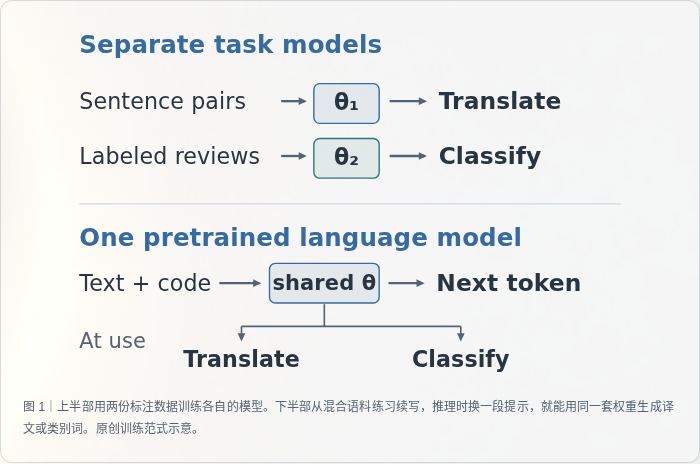 Separate task models
Sentence pairs θ₁ Translate
Labeled reviews θ₂ Classify
One pretrained language model
Text + code shared θ Next token
At use
Translate Classify
图 1｜上半部用两份标注数据训练各自的模型。下半部从混合语料练习续写，推理时换一段提示，就能用同一套权重生成译
文或类别词。原创训练范式示意。